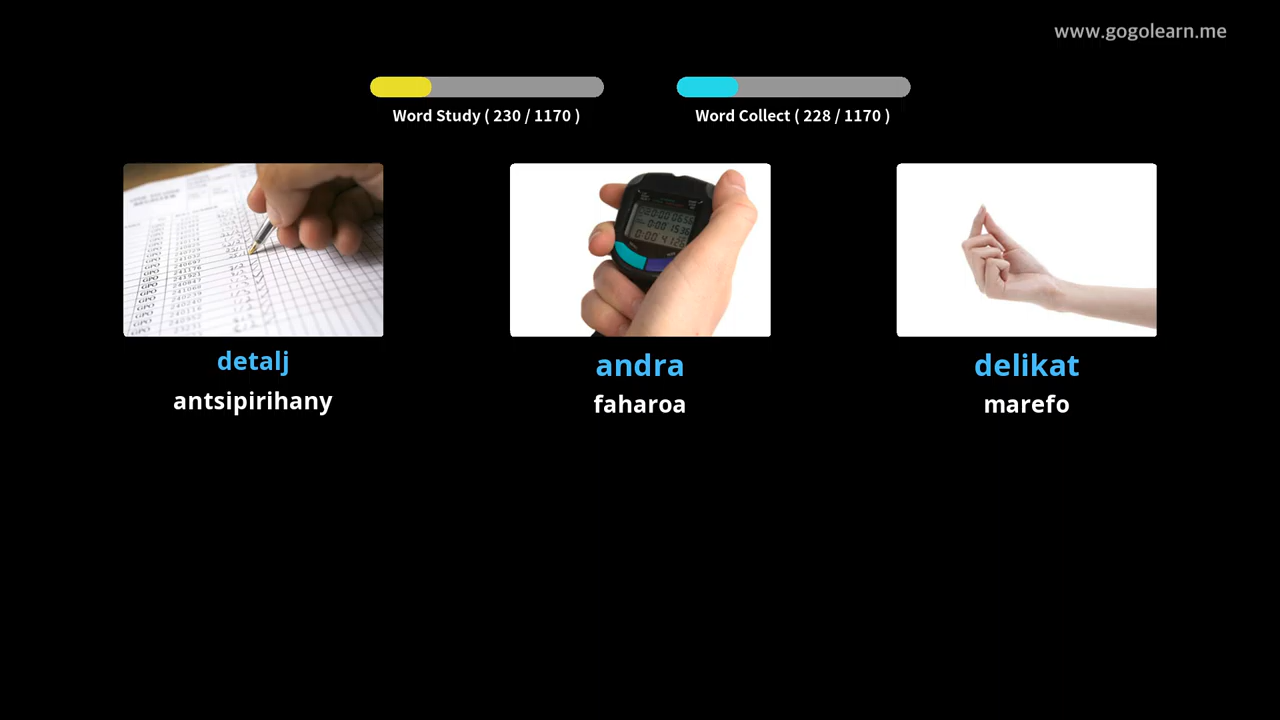 www.gogolearn.me
Word Study ( 230 / 1170 )
Word Collect ( 228 / 1170 )
detalj
andra
delikat
antsipirihany
faharoa
marefo